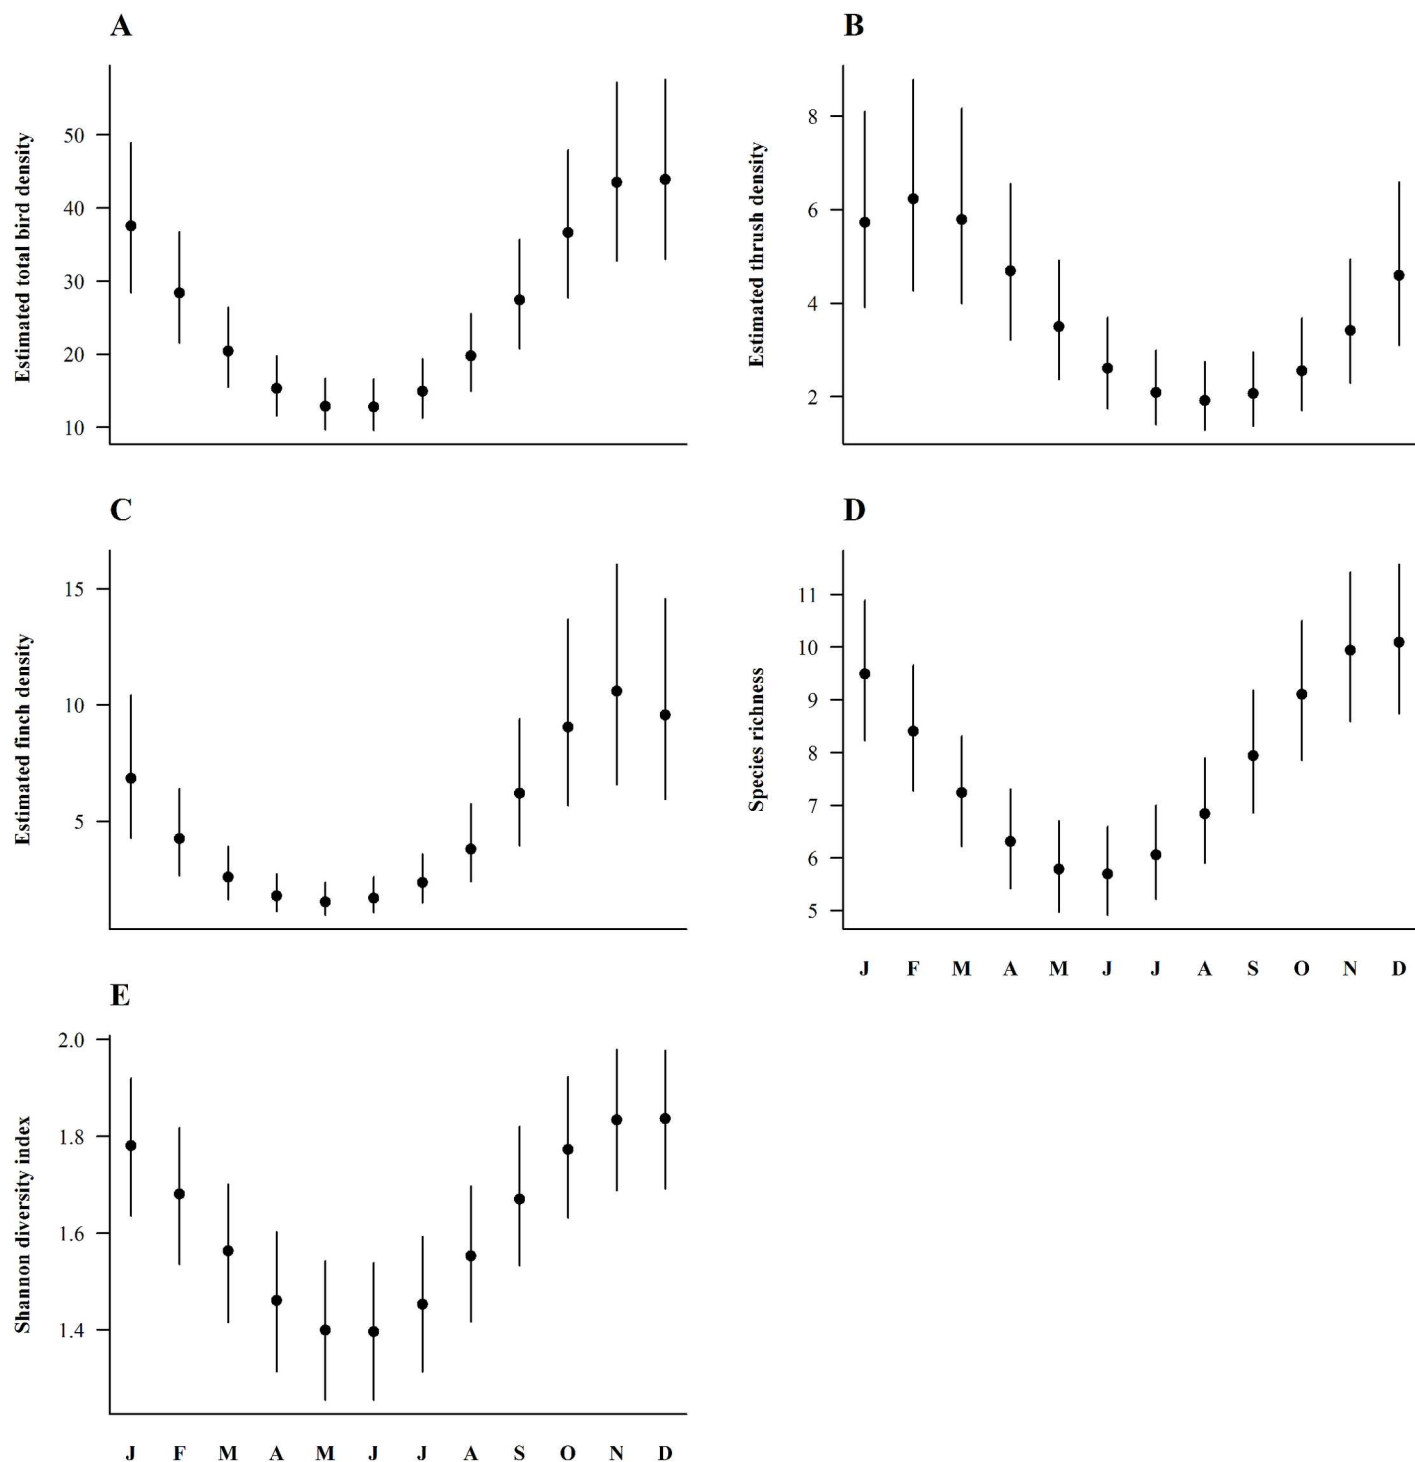 A
Estimated total bird density
50
40
30
20
10
B
Estimated thrush density
8
6
4
2
C
Estimated finch density
15
10
5
D
Species richness
11
10
9
8
7
6
5
J F M A M J J A S O N D
E
Shannon diversity index
2.0
1.8
1.6
1.4
J F M A M J J A S O N D